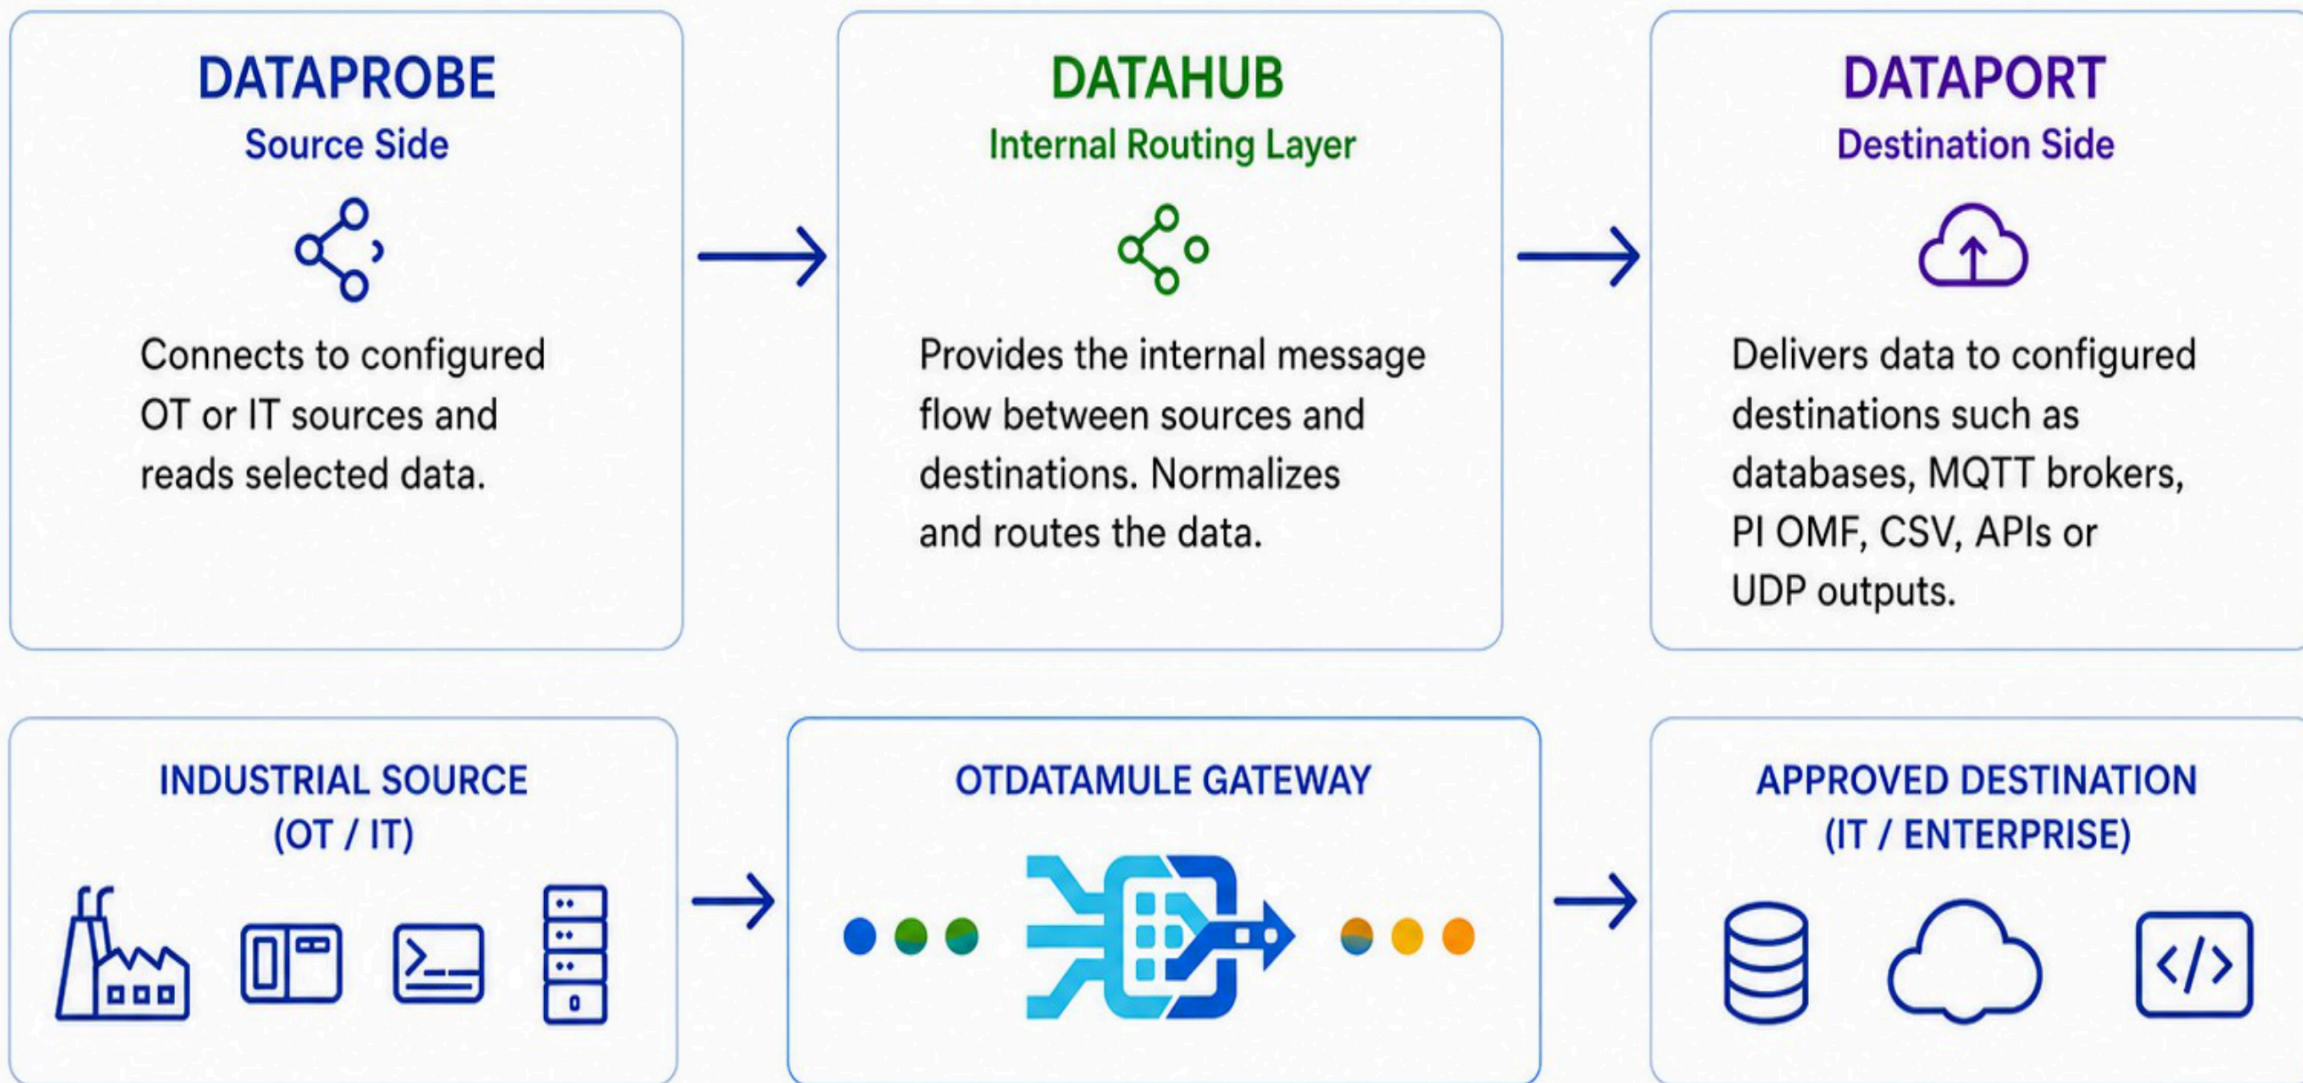 DATAPROBE
Source Side
Connects to configured
OT or IT sources and
reads selected data.
DATAHUB
Internal Routing Layer
Provides the internal message
flow between sources and
destinations. Normalizes
and routes the data.
DATAPORT
Destination Side
Delivers data to configured
destinations such as
databases, MQTT brokers,
PI OMF, CSV, APIs or
UDP outputs.
INDUSTRIAL SOURCE
(OT / IT)
OTDATAMULE GATEWAY
APPROVED DESTINATION
(IT / ENTERPRISE)